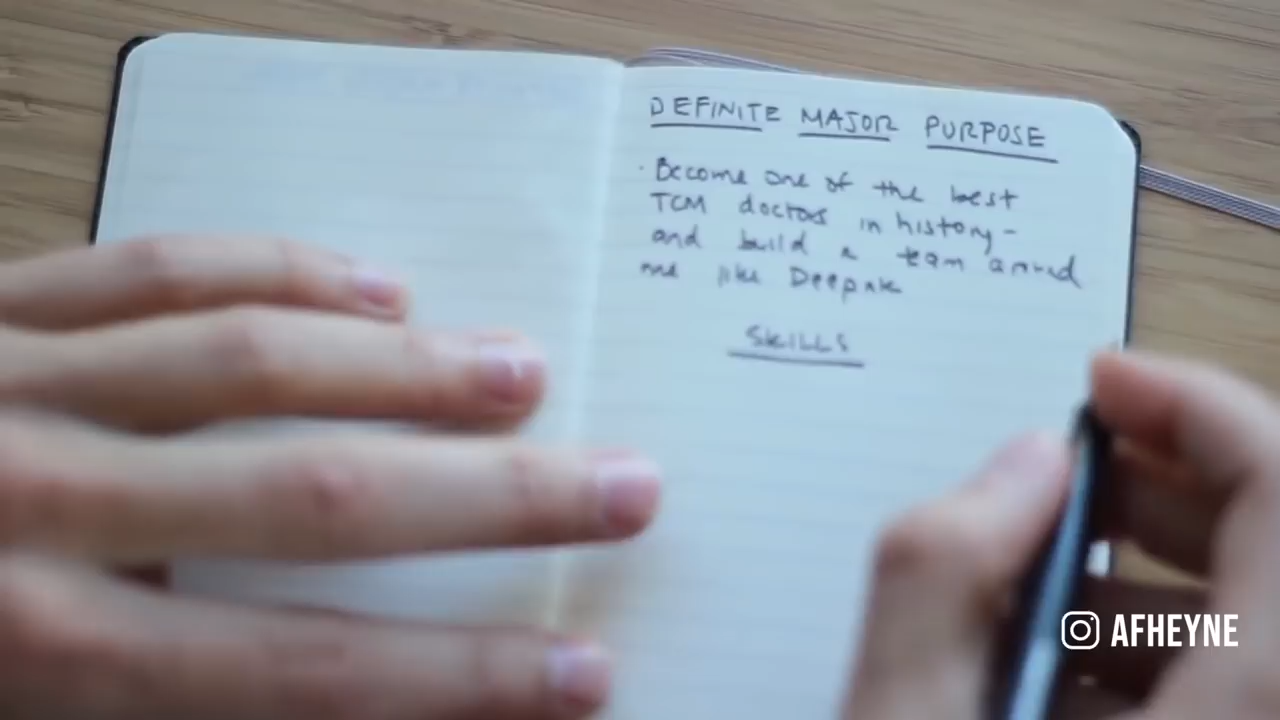 DEFINITE MAJOR PURPOSE
· Become one of the best
TCM doctors in history-
and build a team around
me like Deepak
SKILLS
AFHEYNE